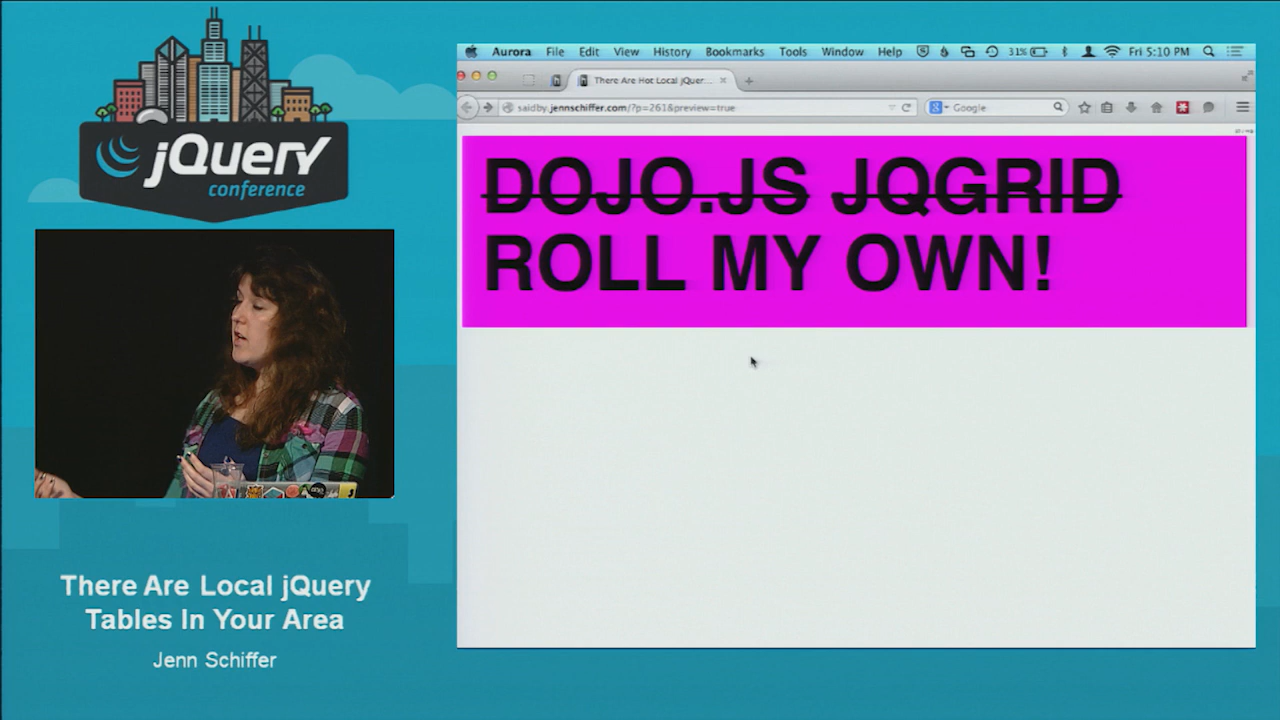 jQuery
conference
There Are Local jQuery
Tables In Your Area
Jenn Schiffer
Aurora File Edit View History Bookmarks Tools Window Help 31% Fri 5:10 PM
There Are Hot Local jQuer...
saidby.jennschiffer.com/?p=261&preview=true
Google
DOJO.JS JQGRID
ROLL MY OWN!